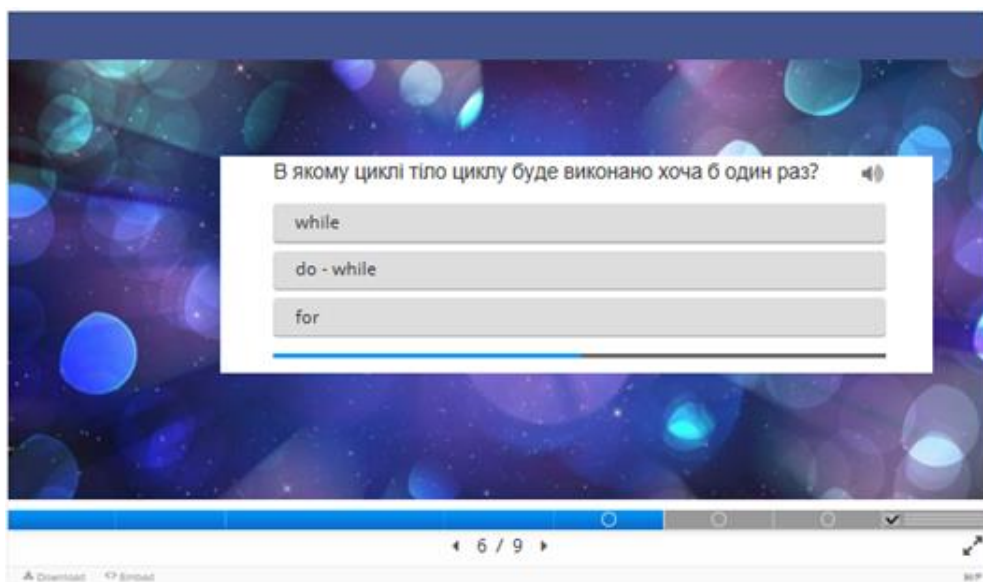 В якому циклі тіло циклу буде виконано хоча б один раз?
while
do - while
for
6 / 9
Download
Embed